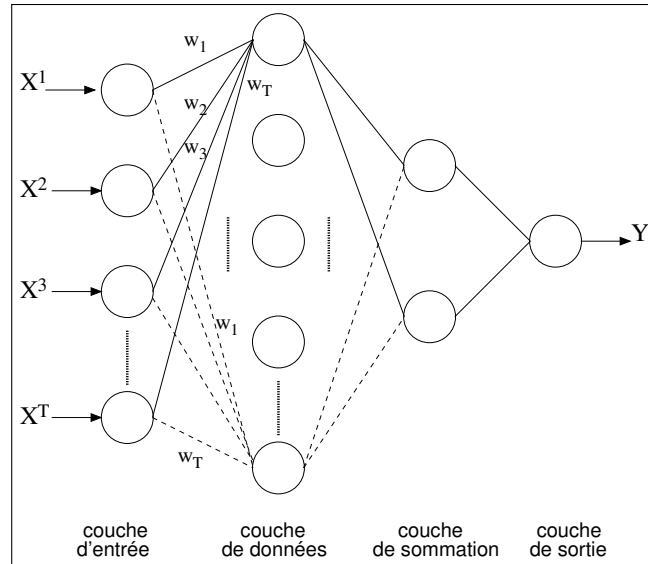 w1
X1
wT
w2
w3
X2
Y
X3
w1
XT
wT
couche
d'entrée
couche
de données
couche
de sommation
couche
de sortie